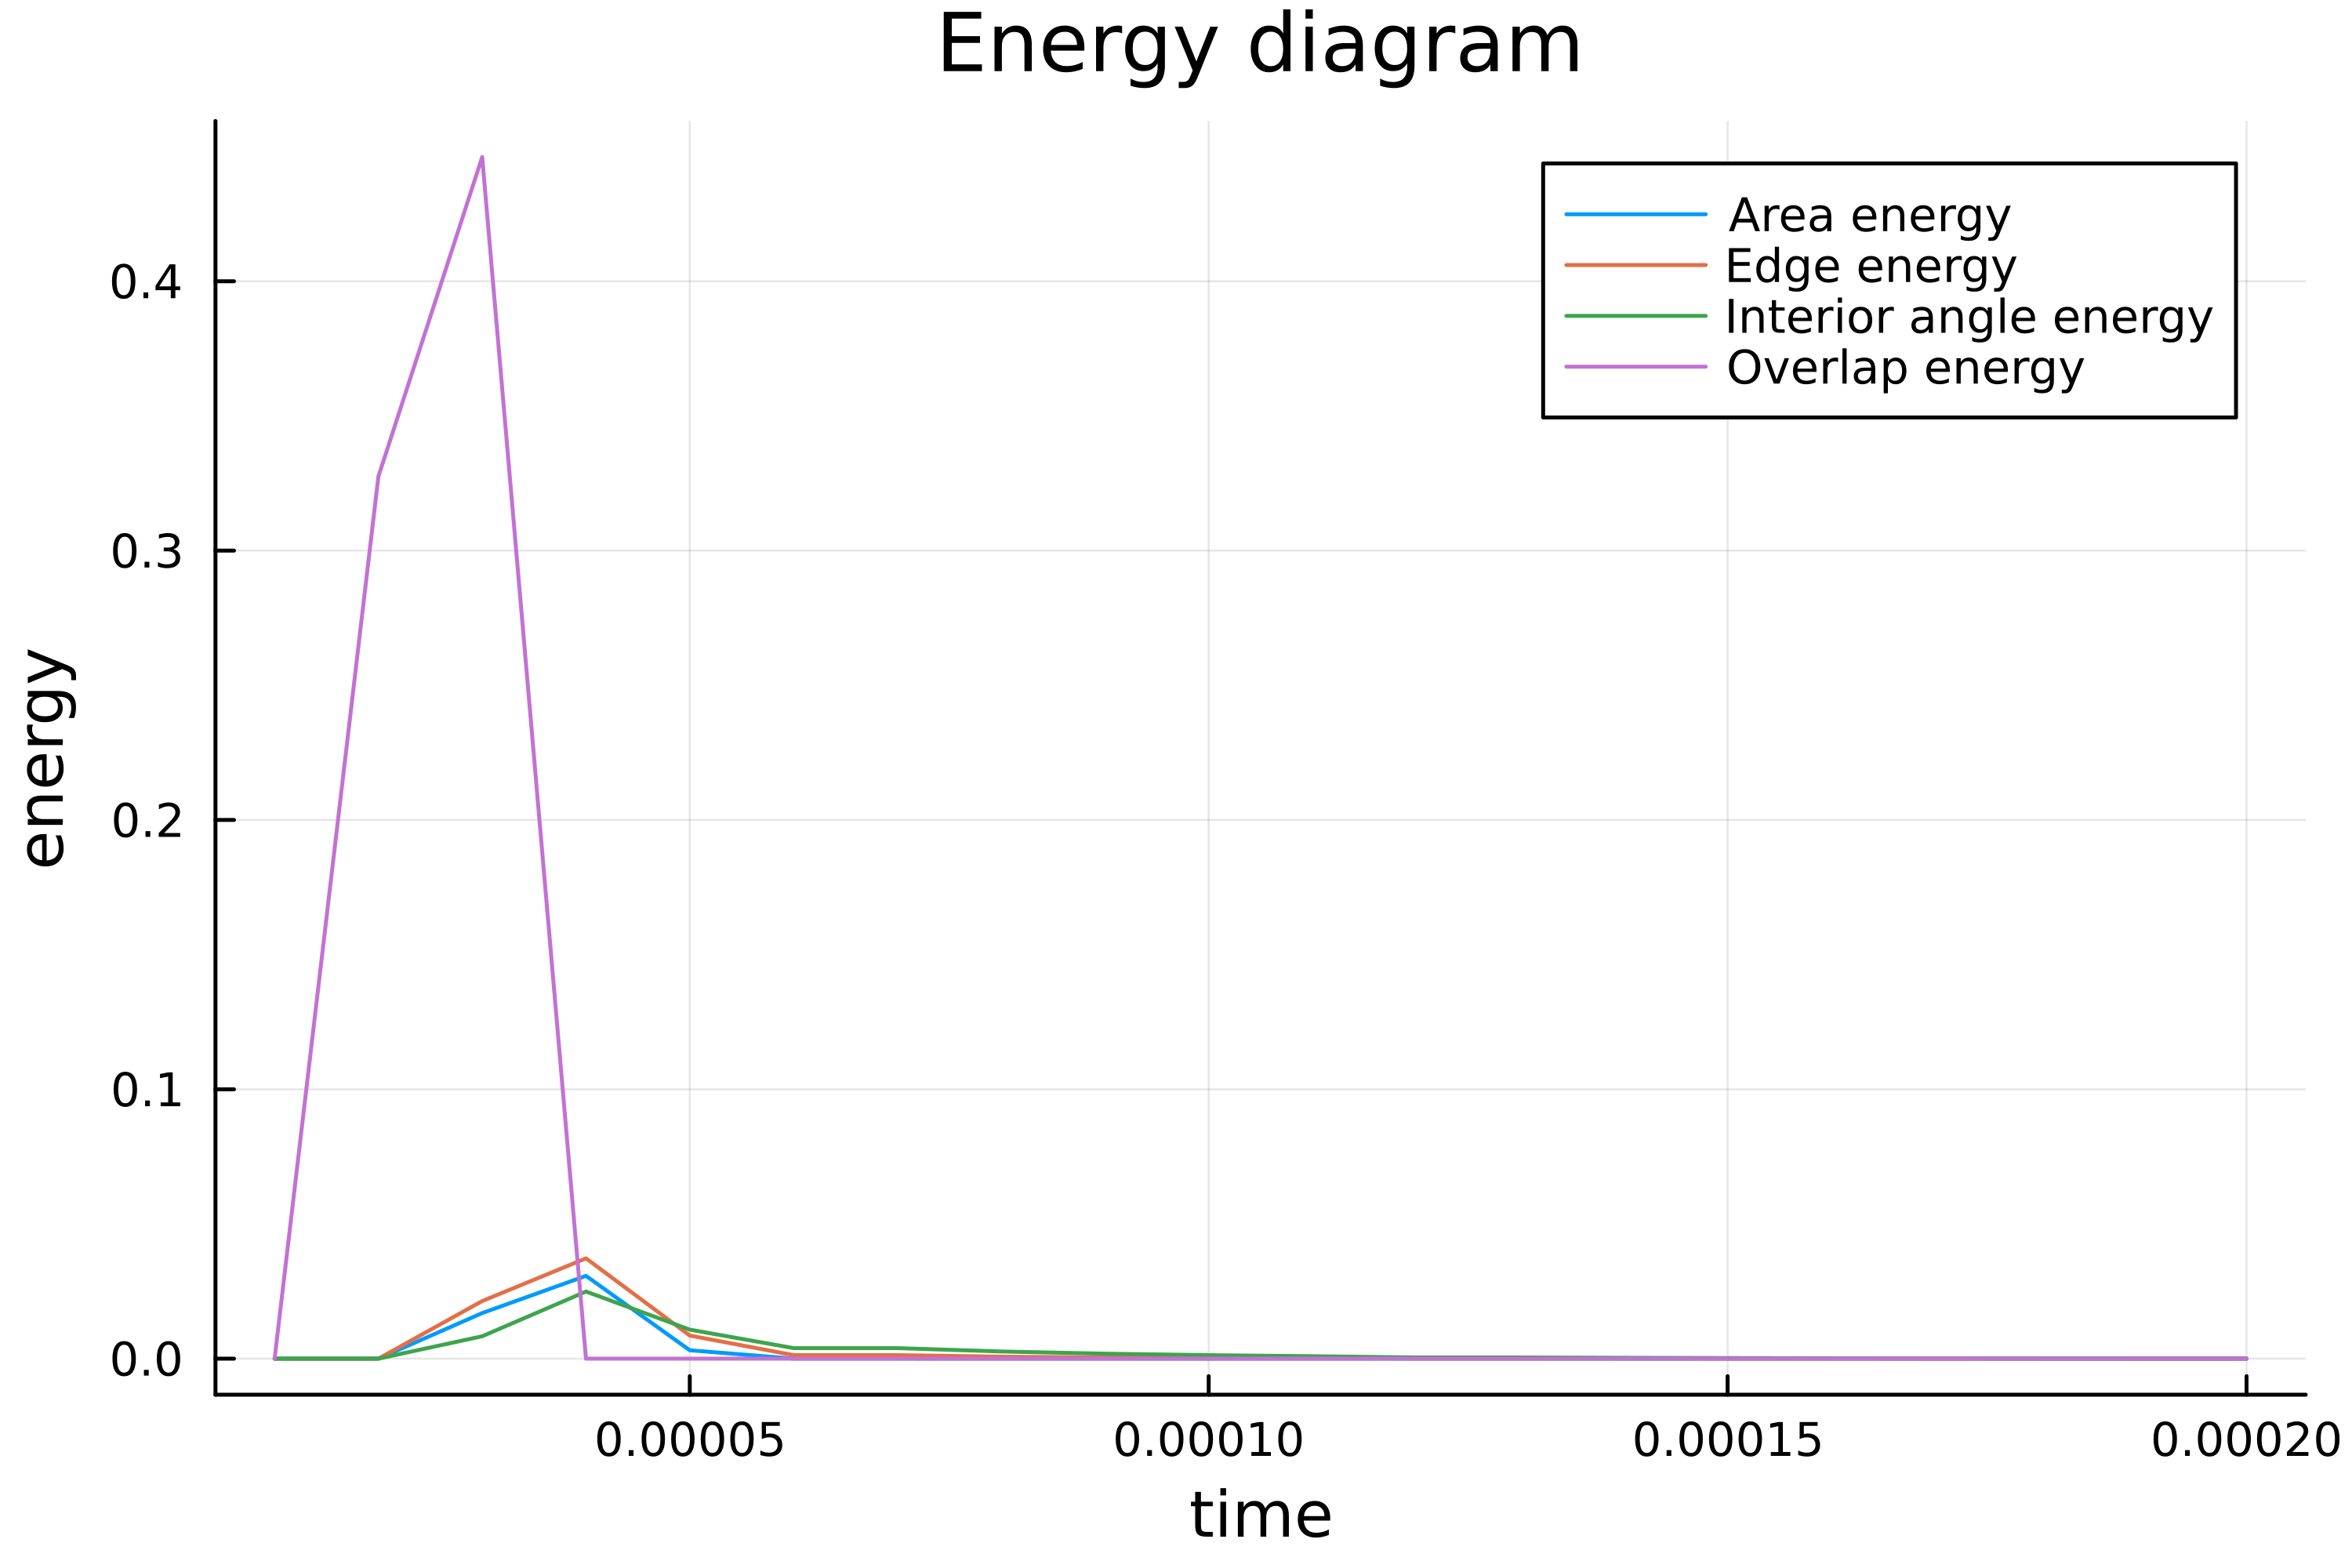 Energy diagram
Area energy
Edge energy
Interior angle energy
Overlap energy
energy
0.4
0.3
0.2
0.1
0.0
0.00005
0.00010
0.00015
0.00020
time